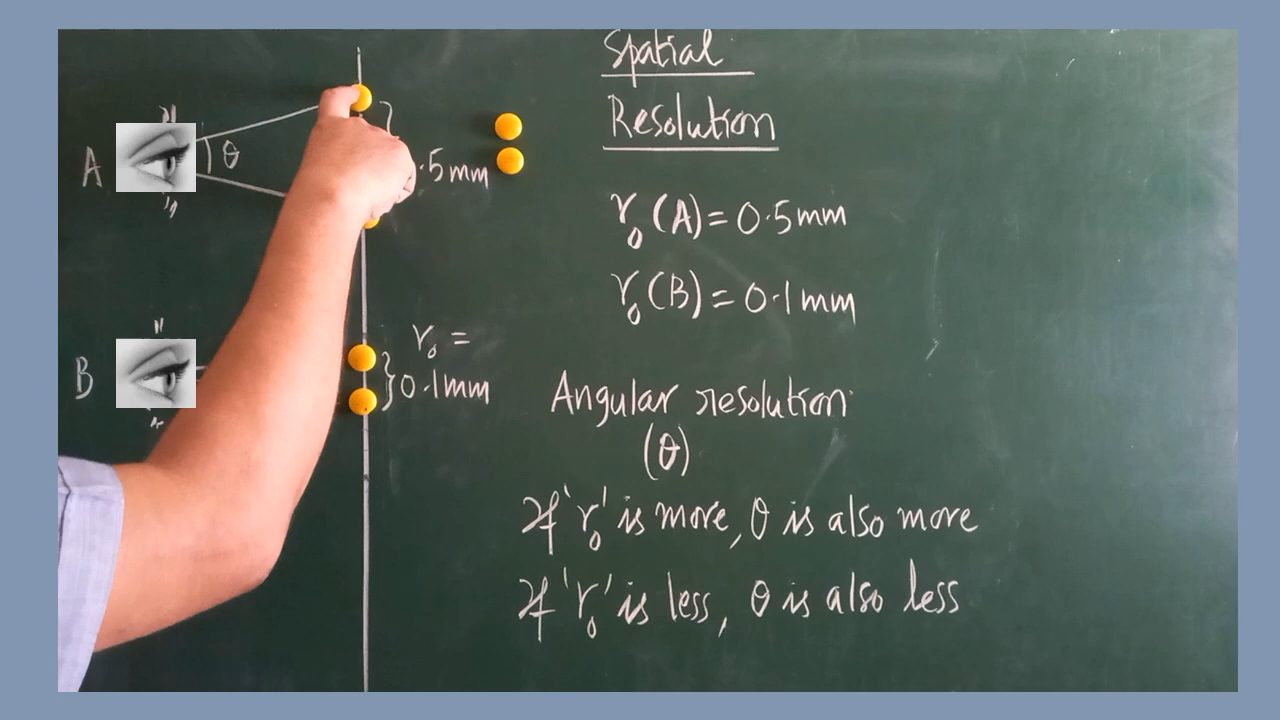 Spatial
Resolution
A
θ
.5mm
r₀(A) = 0.5mm
r₀(B) = 0.1mm
B
r₀ =
0.1mm
Angular resolution
(θ)
If 'r₀' is more, θ is also more
If 'r₀' is less, θ is also less